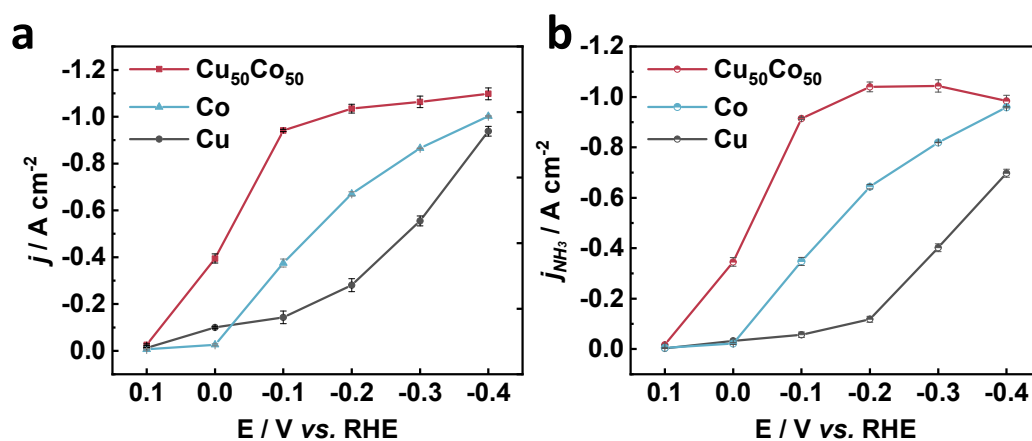 a
-1.2
-1.0
-0.8
-0.6
-0.4
-0.2
0.0
j / A cm⁻²
Cu₅₀Co₅₀
Co
Cu
0.1 0.0 -0.1 -0.2 -0.3 -0.4
E / V vs. RHE
b
-1.2
-1.0
-0.8
-0.6
-0.4
-0.2
0.0
j_NH₃ / A cm⁻²
Cu₅₀Co₅₀
Co
Cu
0.1 0.0 -0.1 -0.2 -0.3 -0.4
E / V vs. RHE